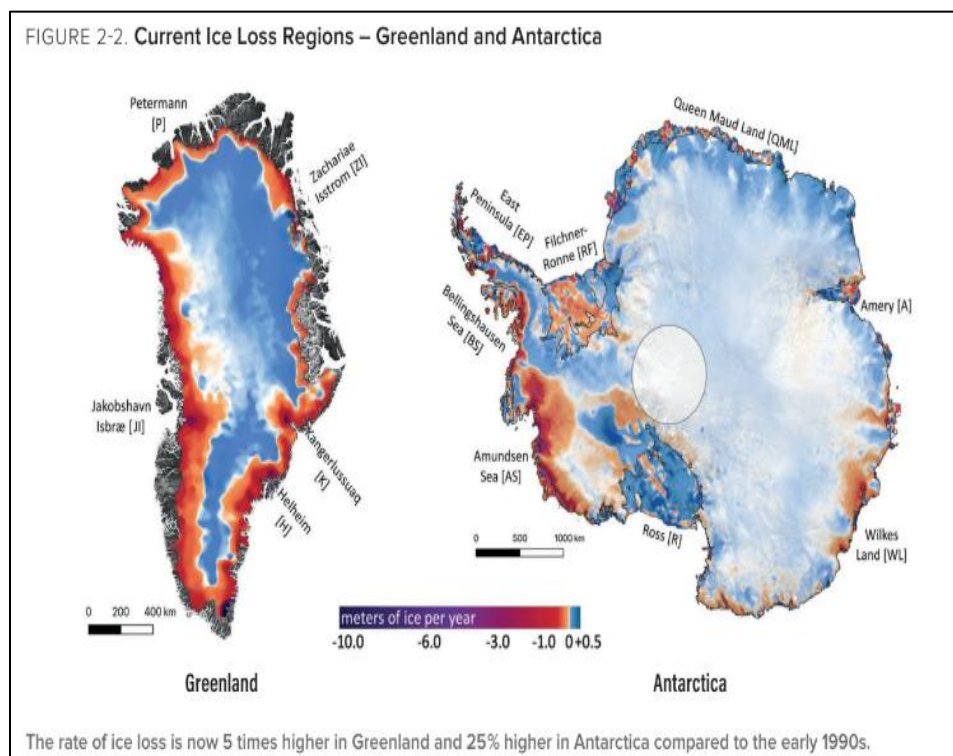 FIGURE 2-2. Current Ice Loss Regions – Greenland and Antarctica
Petermann
[P]
Zachariae
Isstrom [ZI]
Jakobshavn
Isbræ [JI]
Kangerlussuaq
[K]
Helheim
[H]
0 200 400 km
Queen Maud Land [QML]
East
Peninsula [EP]
Filchner-
Ronne [RF]
Bellingshausen
Sea [BS]
Amery [A]
Amundsen
Sea [AS]
Ross [R]
Wilkes
Land [WL]
0 500 1000 km
meters of ice per year
-10.0 -6.0 -3.0 -1.0 0 +0.5
Greenland
Antarctica
The rate of ice loss is now 5 times higher in Greenland and 25% higher in Antarctica compared to the early 1990s.